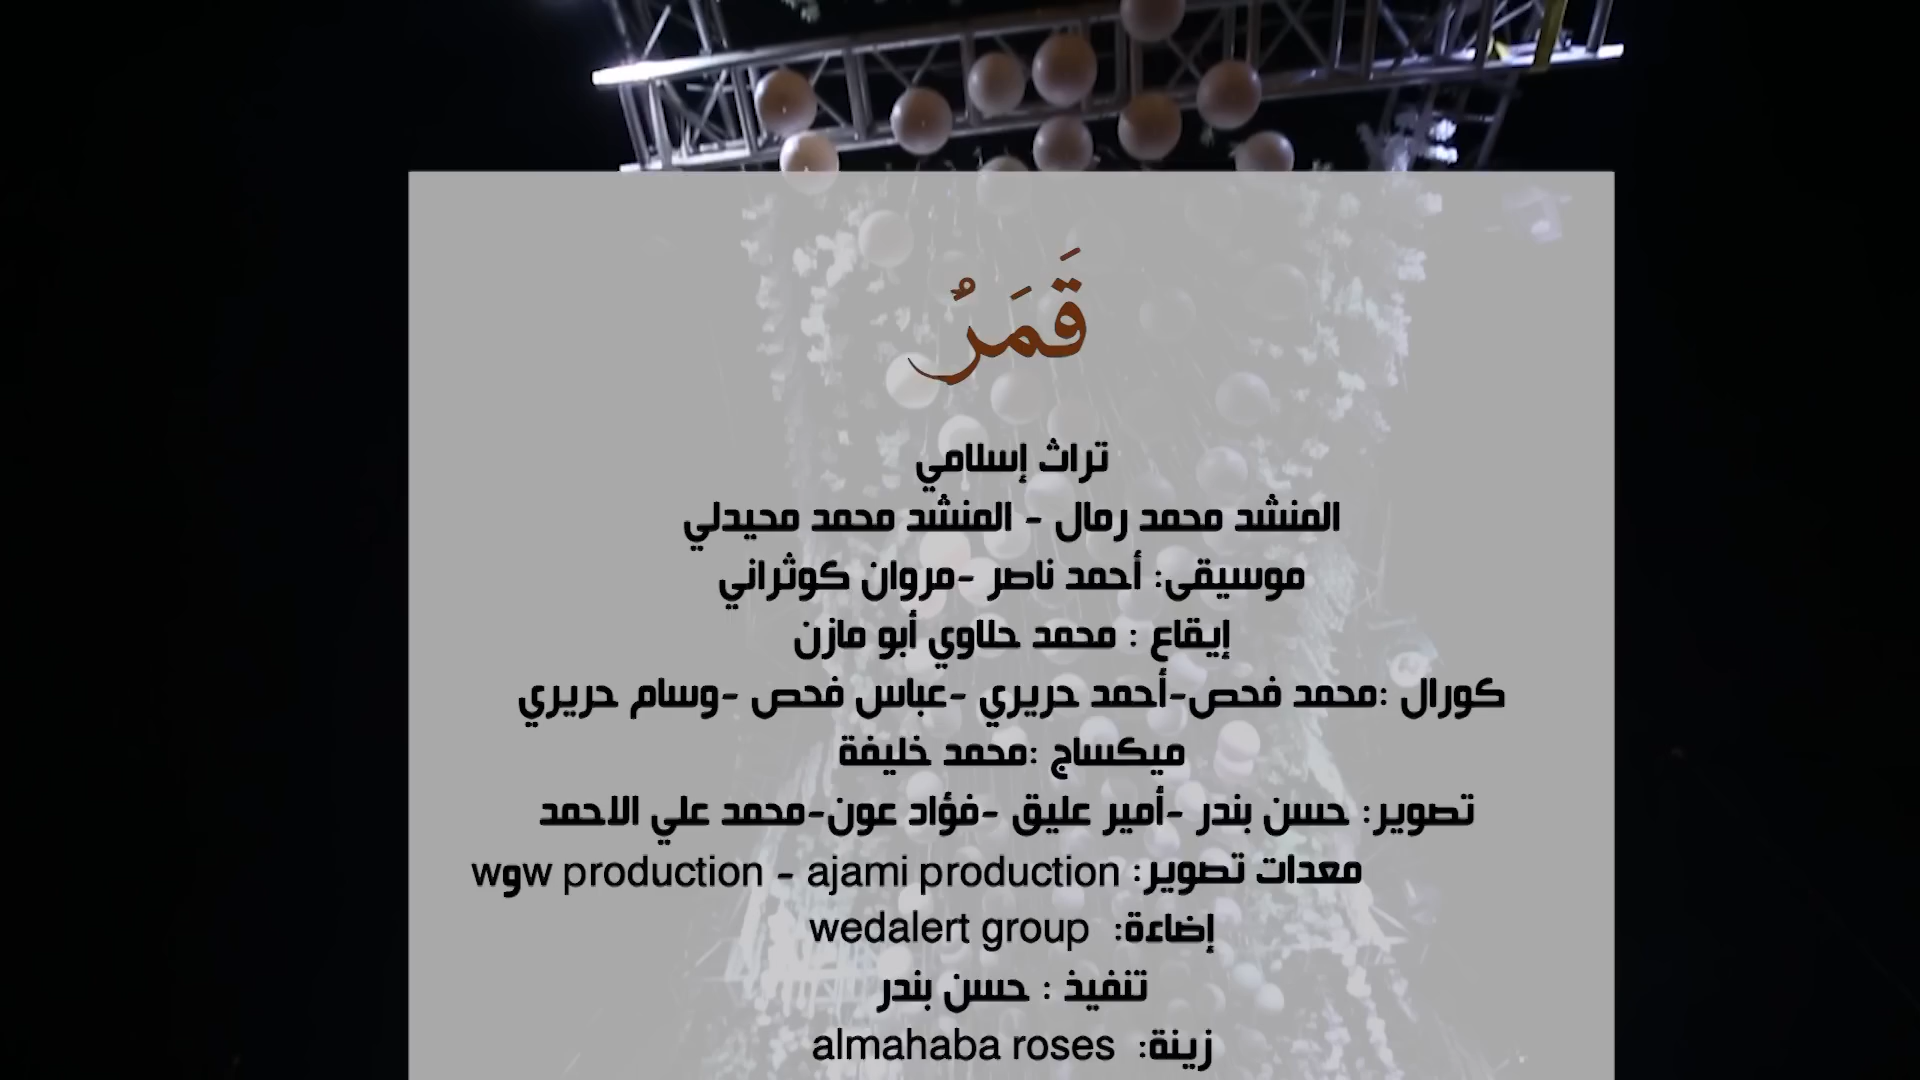 قَمَرُ
تراث إسلامي
المنشد محمد رمال - المنشد محمد محيدلي
موسيقى: أحمد ناصر -مروان كوثراني
إيقاع : محمد حلاوي أبو مازن
كورال :محمد فحص-أحمد حريري -عباس فحص -وسام حريري
ميكساج :محمد خليفة
تصوير: حسن بندر -أمير عليق -فؤاد عون-محمد علي الاحمد
معدات تصوير: wوw production - ajami production
إضاءة: wedalert group
تنفيذ : حسن بندر
زينة: almahaba roses